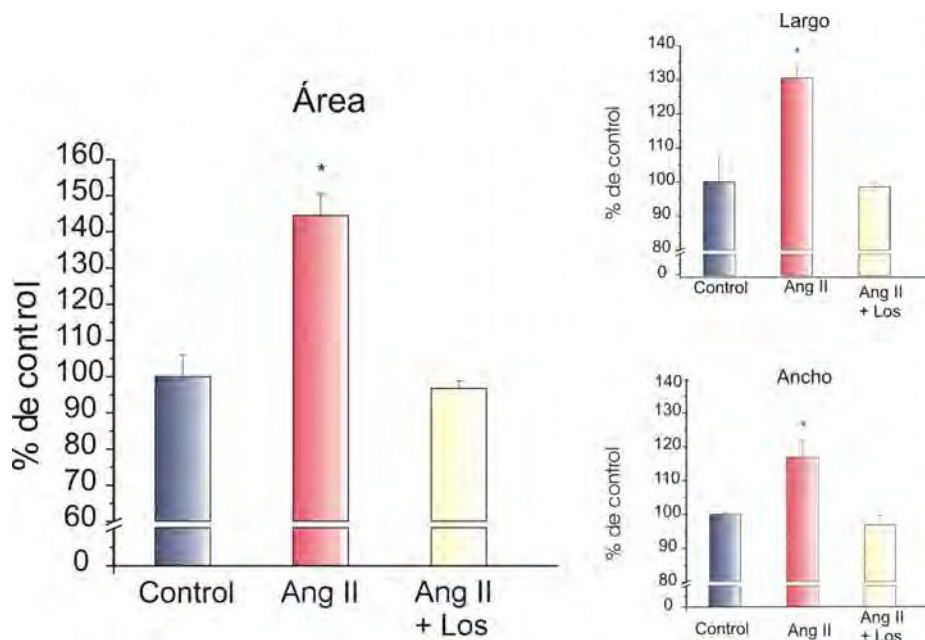 Área
% de control
160
150
140
130
120
110
100
90
80
70
60
0
Control
Ang II
Ang II
+ Los
*
Largo
% de control
140
130
120
110
100
90
80
0
Control
Ang II
Ang II
+ Los
*
Ancho
% de control
140
130
120
110
100
90
80
0
Control
Ang II
Ang II
+ Los
*